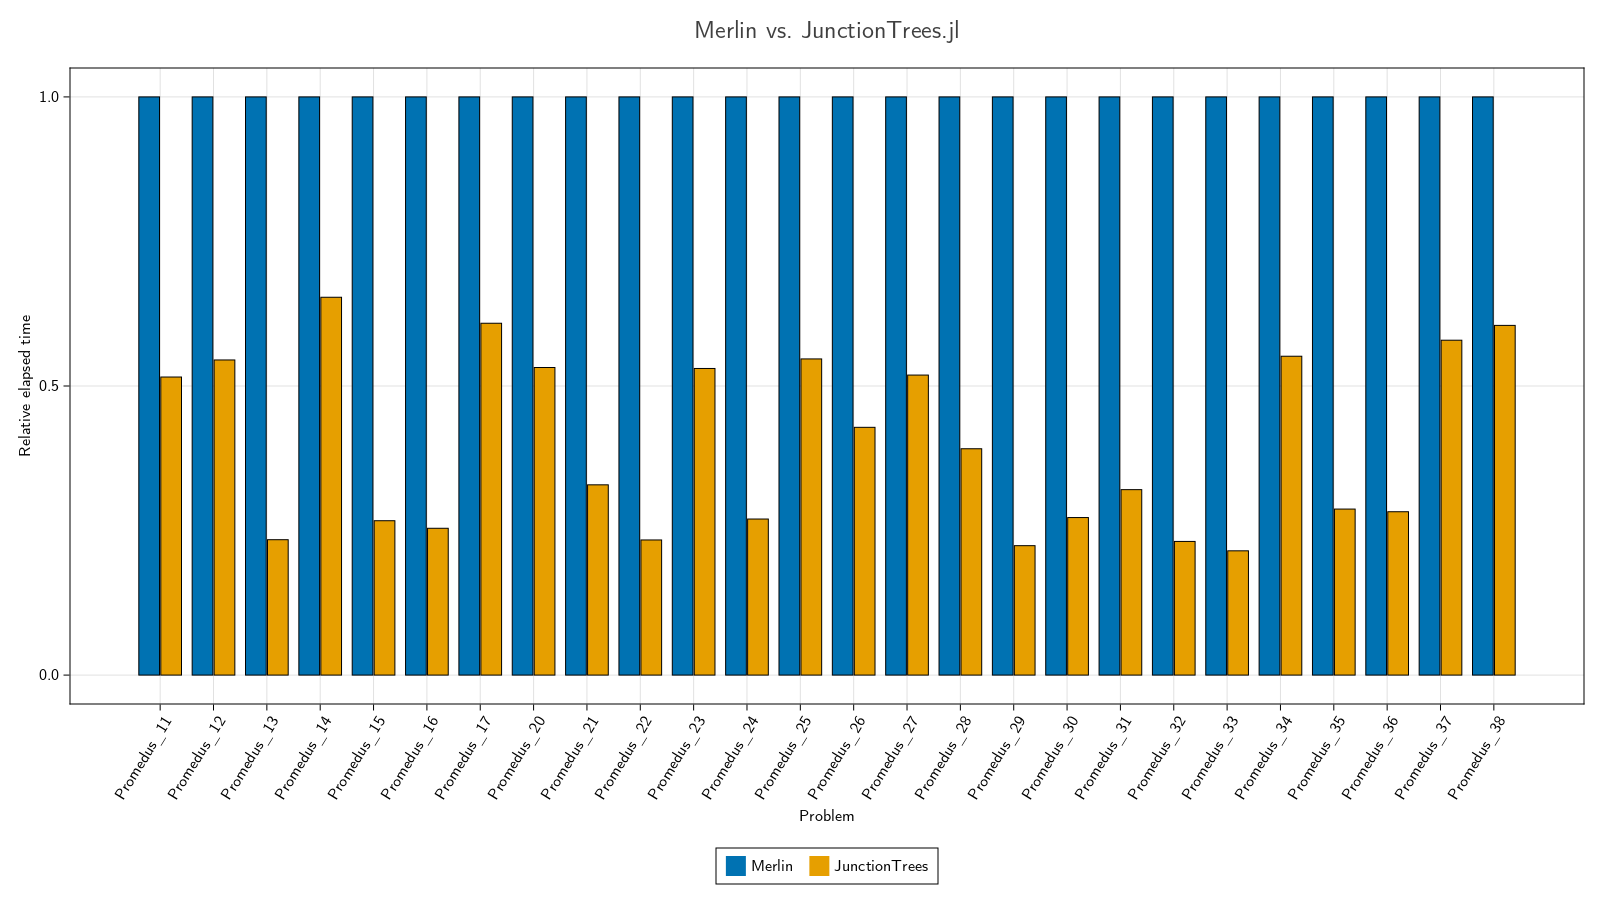 Merlin vs. JunctionTrees.jl
Relative elapsed time
1.0
0.5
0.0
Promedus_11
Promedus_12
Promedus_13
Promedus_14
Promedus_15
Promedus_16
Promedus_17
Promedus_20
Promedus_21
Promedus_22
Promedus_23
Promedus_24
Promedus_25
Promedus_26
Promedus_27
Promedus_28
Promedus_29
Promedus_30
Promedus_31
Promedus_32
Promedus_33
Promedus_34
Promedus_35
Promedus_36
Promedus_37
Promedus_38
Problem
Merlin JunctionTrees